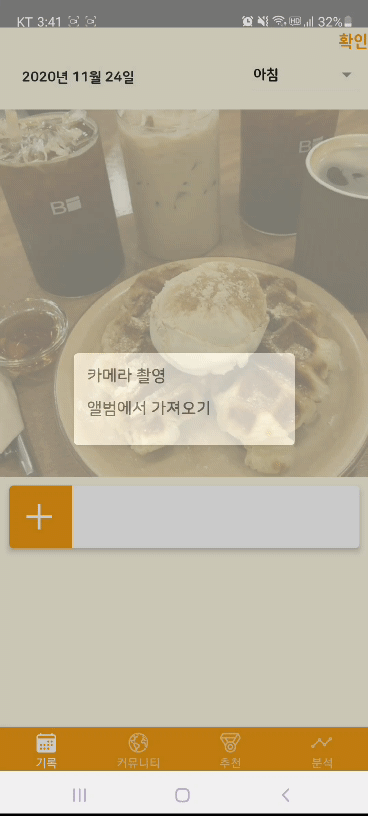 KT 3:41 HD 32%
확인
2020년 11월 24일 아침
카메라 촬영
앨범에서 가져오기
기록 커뮤니티 추천 분석